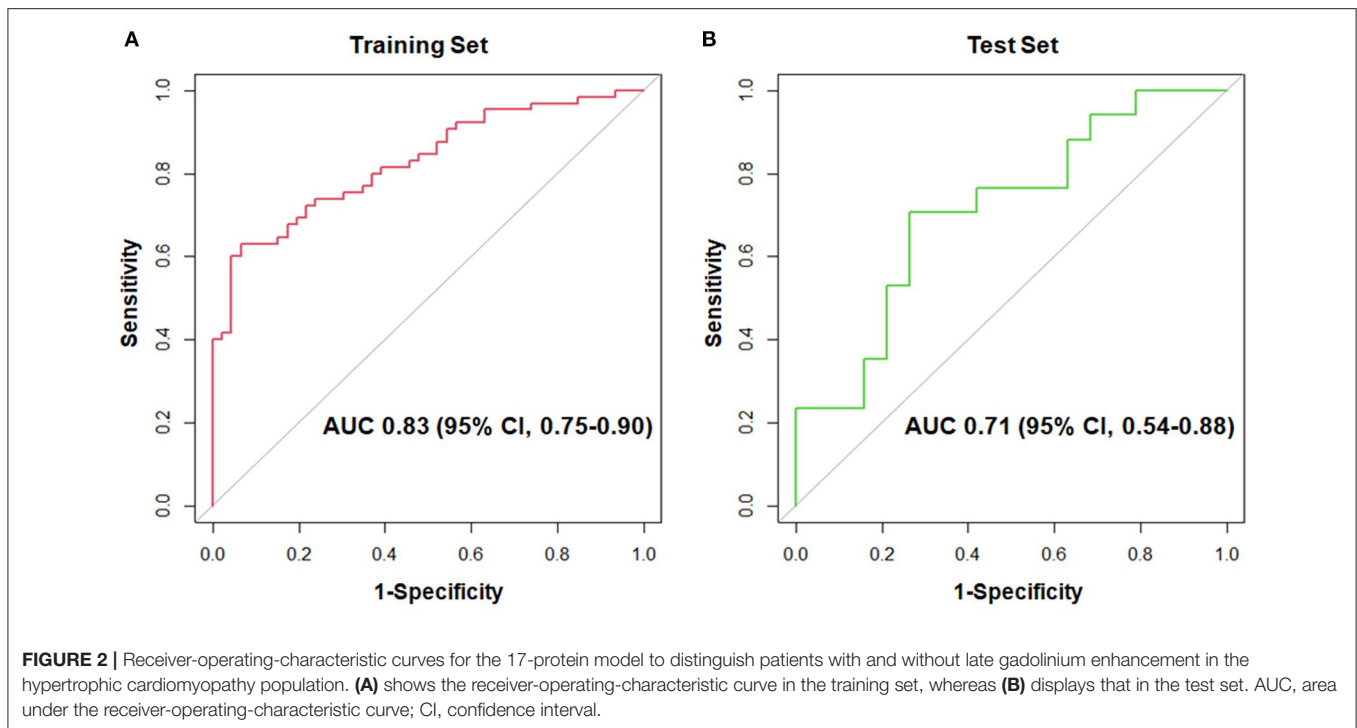 A
Training Set
1.0
0.8
0.6
0.4
0.2
0.0
Sensitivity
AUC 0.83 (95% CI, 0.75-0.90)
0.0 0.2 0.4 0.6 0.8 1.0
1-Specificity
B
Test Set
1.0
0.8
0.6
0.4
0.2
0.0
Sensitivity
AUC 0.71 (95% CI, 0.54-0.88)
0.0 0.2 0.4 0.6 0.8 1.0
1-Specificity
FIGURE 2 | Receiver-operating-characteristic curves for the 17-protein model to distinguish patients with and without late gadolinium enhancement in the
hypertrophic cardiomyopathy population. (A) shows the receiver-operating-characteristic curve in the training set, whereas (B) displays that in the test set. AUC, area
under the receiver-operating-characteristic curve; CI, confidence interval.